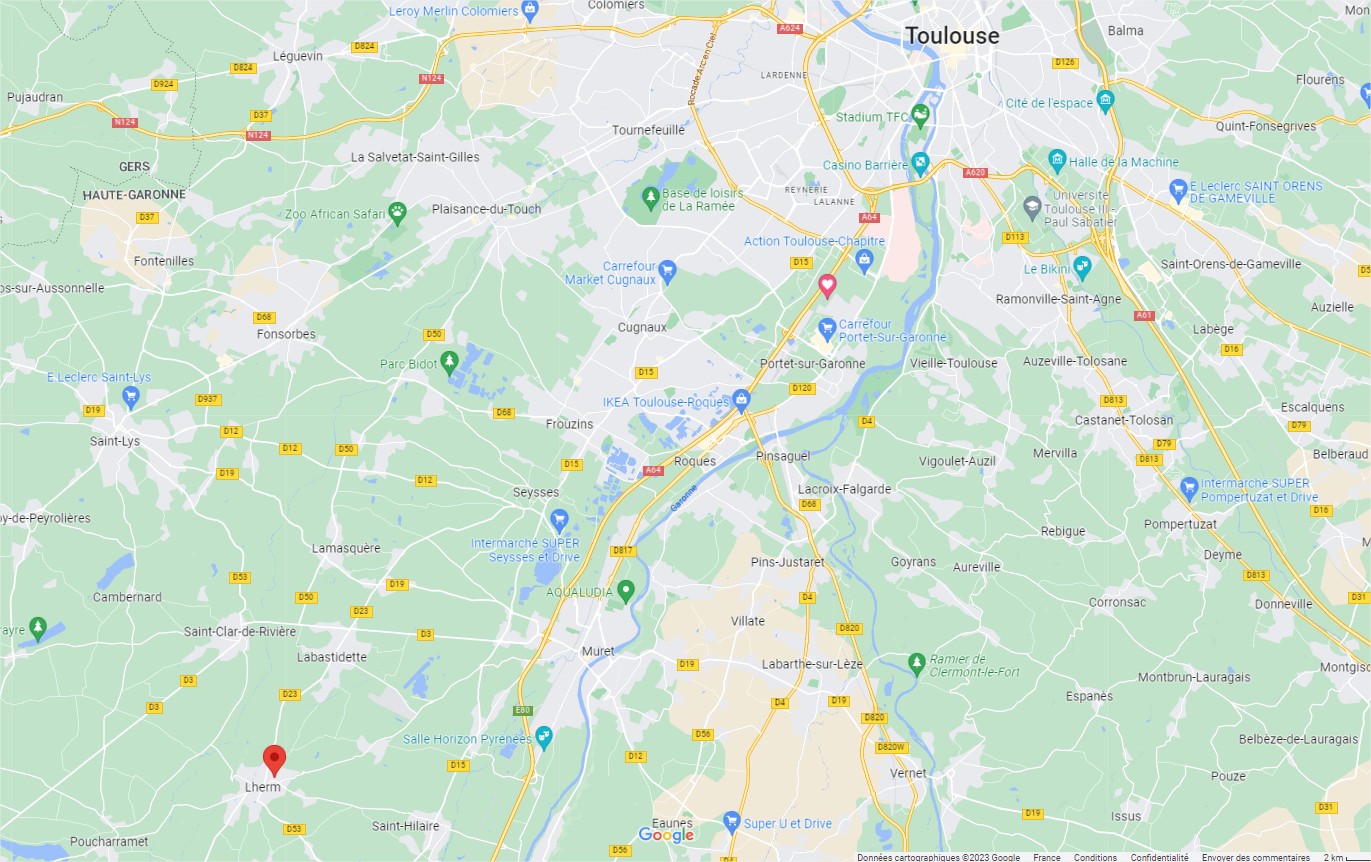 Leroy Merlin Colomiers
Colomiers
A624
Toulouse
Balma
Mon
D824
Léguevin
D824
N124
D924
LARDENNE
D126
Flourens
Pujaudran
Rocade Arc-en-Ciel
Cité de l'espace
D37
N124
N124
Tournefeuille
Stadium TFC
Quint-Fonsegrives
La Salvetat-Saint-Gilles
Casino Barrière
Halle de la Machine
GERS
A620
HAUTE-GARONNE
Base de loisirs
de La Ramée
REYNERIE
LALANNE
E.Leclerc SAINT ORENS
DE GAMEVILLE
Université
Toulouse III -
Paul Sabatier
D37
Zoo African Safari
Plaisance-du-Touch
A64
D113
Action Toulouse-Chapitre
Fontenilles
D15
Carrefour
Market Cugnaux
Le Bikini
Saint-Orens-de-Gameville
D5
os-sur-Aussonnelle
Ramonville-Saint-Agne
Auzielle
D68
Fonsorbes
D50
Cugnaux
Carrefour
Portet-sur-Garonne
A61
Labège
D16
Parc Bidot
D15
Portet-sur-Garonne
Vieille-Toulouse
Auzeville-Tolosane
E.Leclerc Saint-Lys
D120
D19
D937
D68
IKEA Toulouse-Roques
D813
Escalquens
Saint-Lys
D12
Frouzins
D4
Castanet-Tolosan
D79
D12
D50
D79
D19
D15
A64
Roques
Pinsaguel
Vigoulet-Auzil
Mervilla
D813
Belberaud
D12
Seysses
Garonne
Lacroix-Falgarde
Intermarché SUPER
Pompertuzat et Drive
D68
D16
oy-de-Peyrolières
Intermarché SUPER
Seysses et Drive
Rebigue
Pompertuzat
Lamasquère
D817
Pins-Justaret
Goyrans
Aureville
Deyme
M
D53
D19
AQUALUDIA
D813
Cambernard
D50
D23
D4
Corronsac
Donneville
D31
rayre
Saint-Clar-de-Rivière
D3
Villate
D820
Labastidette
Muret
D19
Labarthe-sur-Lèze
Ramier de
Clermont-le-Fort
Montgisc
D3
D23
D4
D19
Montbrun-Lauragais
D3
E80
D820
Espanès
Salle Horizon Pyrénées
D56
D820W
Belbèze-de-Lauragais
D15
D12
Vernet
Pouze
Lherm
D19
D31
Issus
D53
Saint-Hilaire
Eaunes
Super U et Drive
Poucharramet
Google
D56
D4
Données cartographiques ©2023 Google France Conditions Confidentialité Envoyer des commentaires 2 km